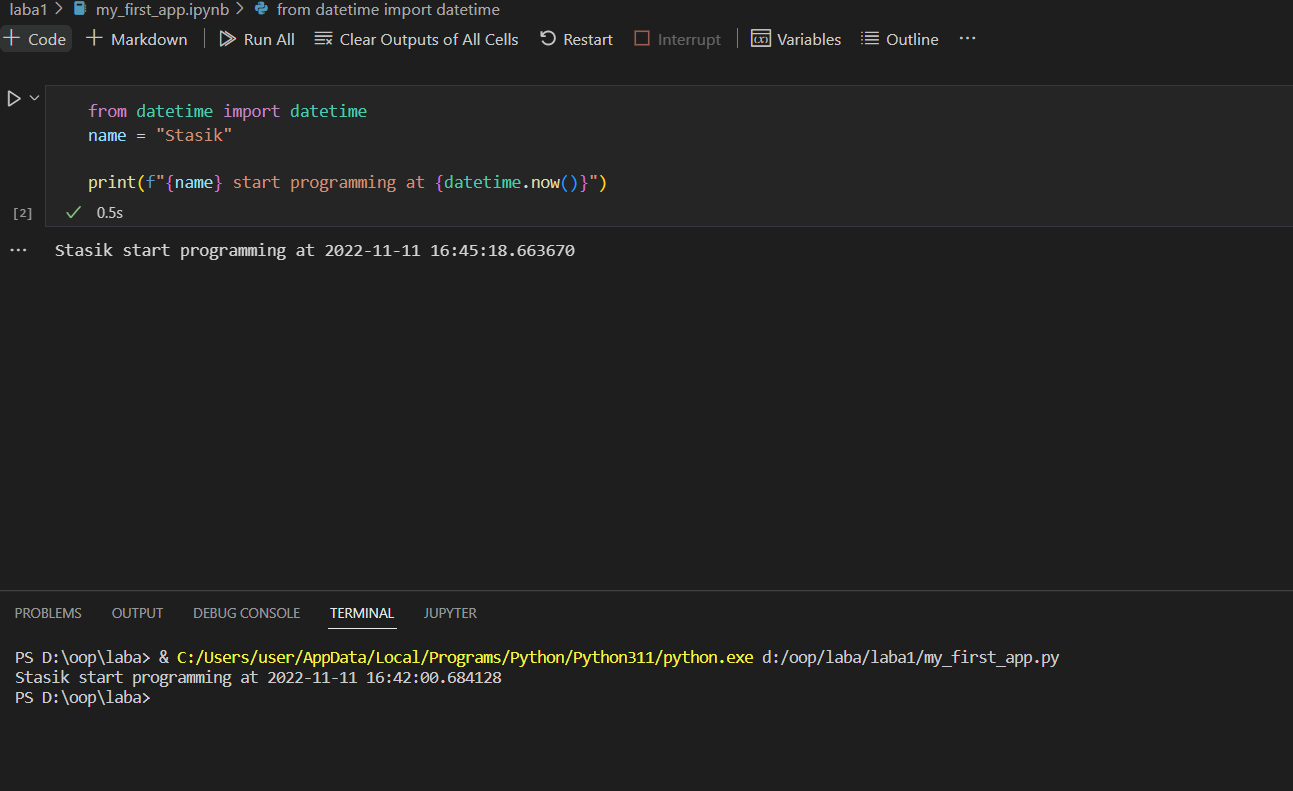 laba1 > my_first_app.ipynb > from datetime import datetime
+ Code + Markdown | Run All Clear Outputs of All Cells Restart Interrupt | Variables Outline ...
from datetime import datetime
name = "Stasik"
print(f"{name} start programming at {datetime.now()}")
[2] ✓ 0.5s
... Stasik start programming at 2022-11-11 16:45:18.663670
PROBLEMS OUTPUT DEBUG CONSOLE TERMINAL JUPYTER
PS D:\oop\laba> & C:/Users/user/AppData/Local/Programs/Python/Python311/python.exe d:/oop/laba/laba1/my_first_app.py
Stasik start programming at 2022-11-11 16:42:00.684128
PS D:\oop\laba>